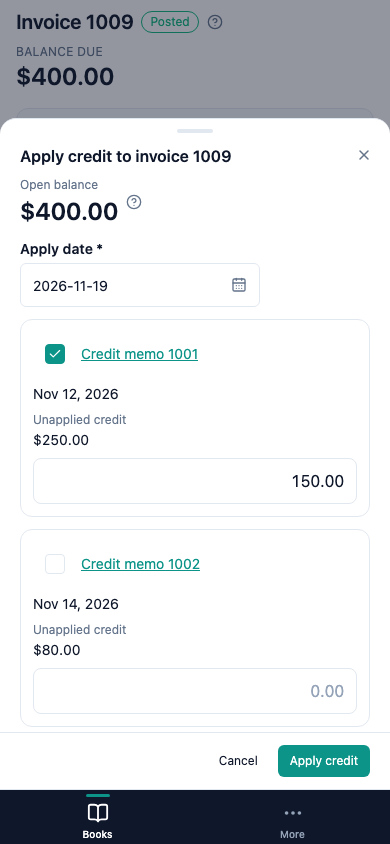 Invoice 1009 Posted
BALANCE DUE
$400.00
Apply credit to invoice 1009
Open balance
$400.00
Apply date *
2026-11-19
Credit memo 1001
Nov 12, 2026
Unapplied credit
$250.00
150.00
Credit memo 1002
Nov 14, 2026
Unapplied credit
$80.00
0.00
Cancel Apply credit
Books More